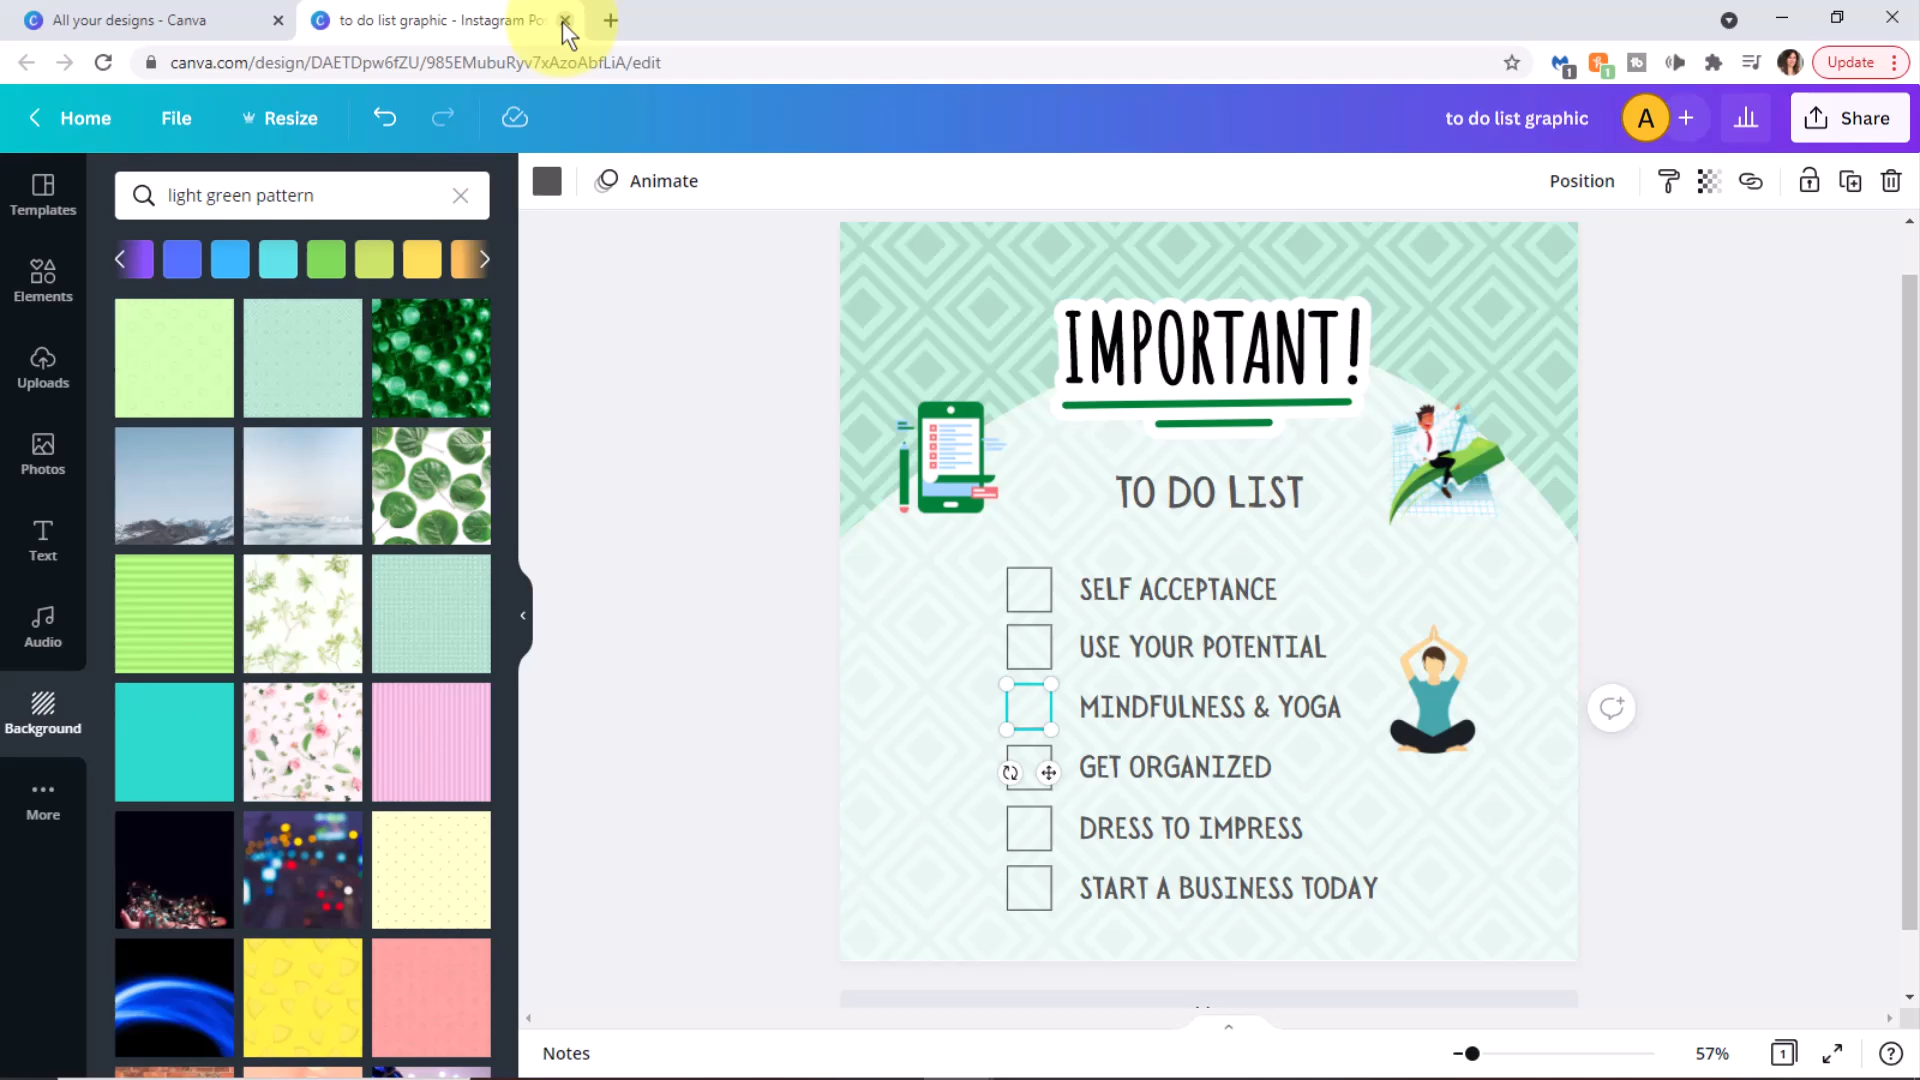 All your designs - Canva
to do list graphic - Instagram Po
canva.com/design/DAETDpw6fZU/985EMubuRyv7xAzoAbfLiA/edit
1
1
Update
Home
File
Resize
to do list graphic
A
Share
Templates
Elements
Uploads
Photos
Text
Audio
Background
More
light green pattern
Animate
Position
IMPORTANT!
TO DO LIST
SELF ACCEPTANCE
USE YOUR POTENTIAL
MINDFULNESS & YOGA
GET ORGANIZED
DRESS TO IMPRESS
START A BUSINESS TODAY
Notes
57%
1